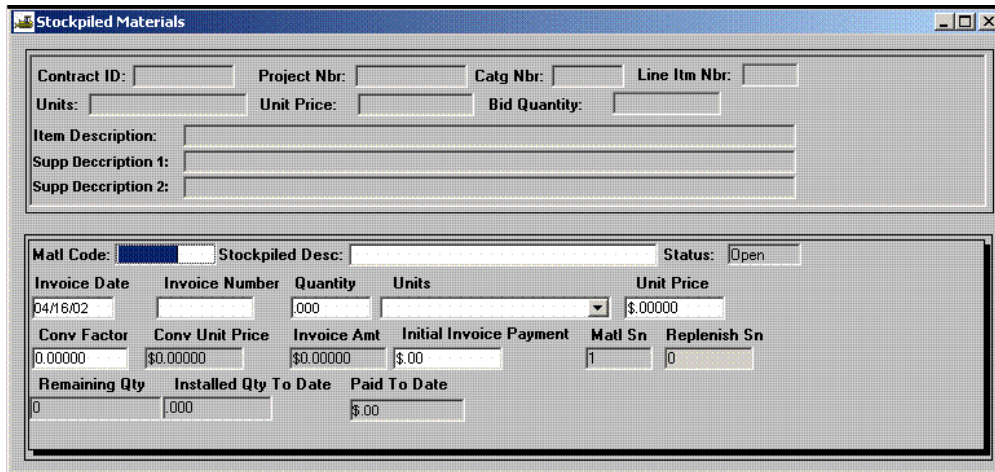 Stockpiled Materials
Contract ID: Project Nbr: Catg Nbr: Line Itm Nbr:
Units: Unit Price: Bid Quantity:
Item Description:
Supp Deccription 1:
Supp Deccription 2:
Matl Code: Stockpiled Desc: Status: Open
Invoice Date Invoice Number Quantity Units Unit Price
04/16/02 .000 $.00000
Conv Factor Conv Unit Price Invoice Amt Initial Invoice Payment Matl Sn Replenish Sn
0.00000 $0.00000 $0.00000 $.00 1 0
Remaining Qty Installed Qty To Date Paid To Date
0 .000 $.00